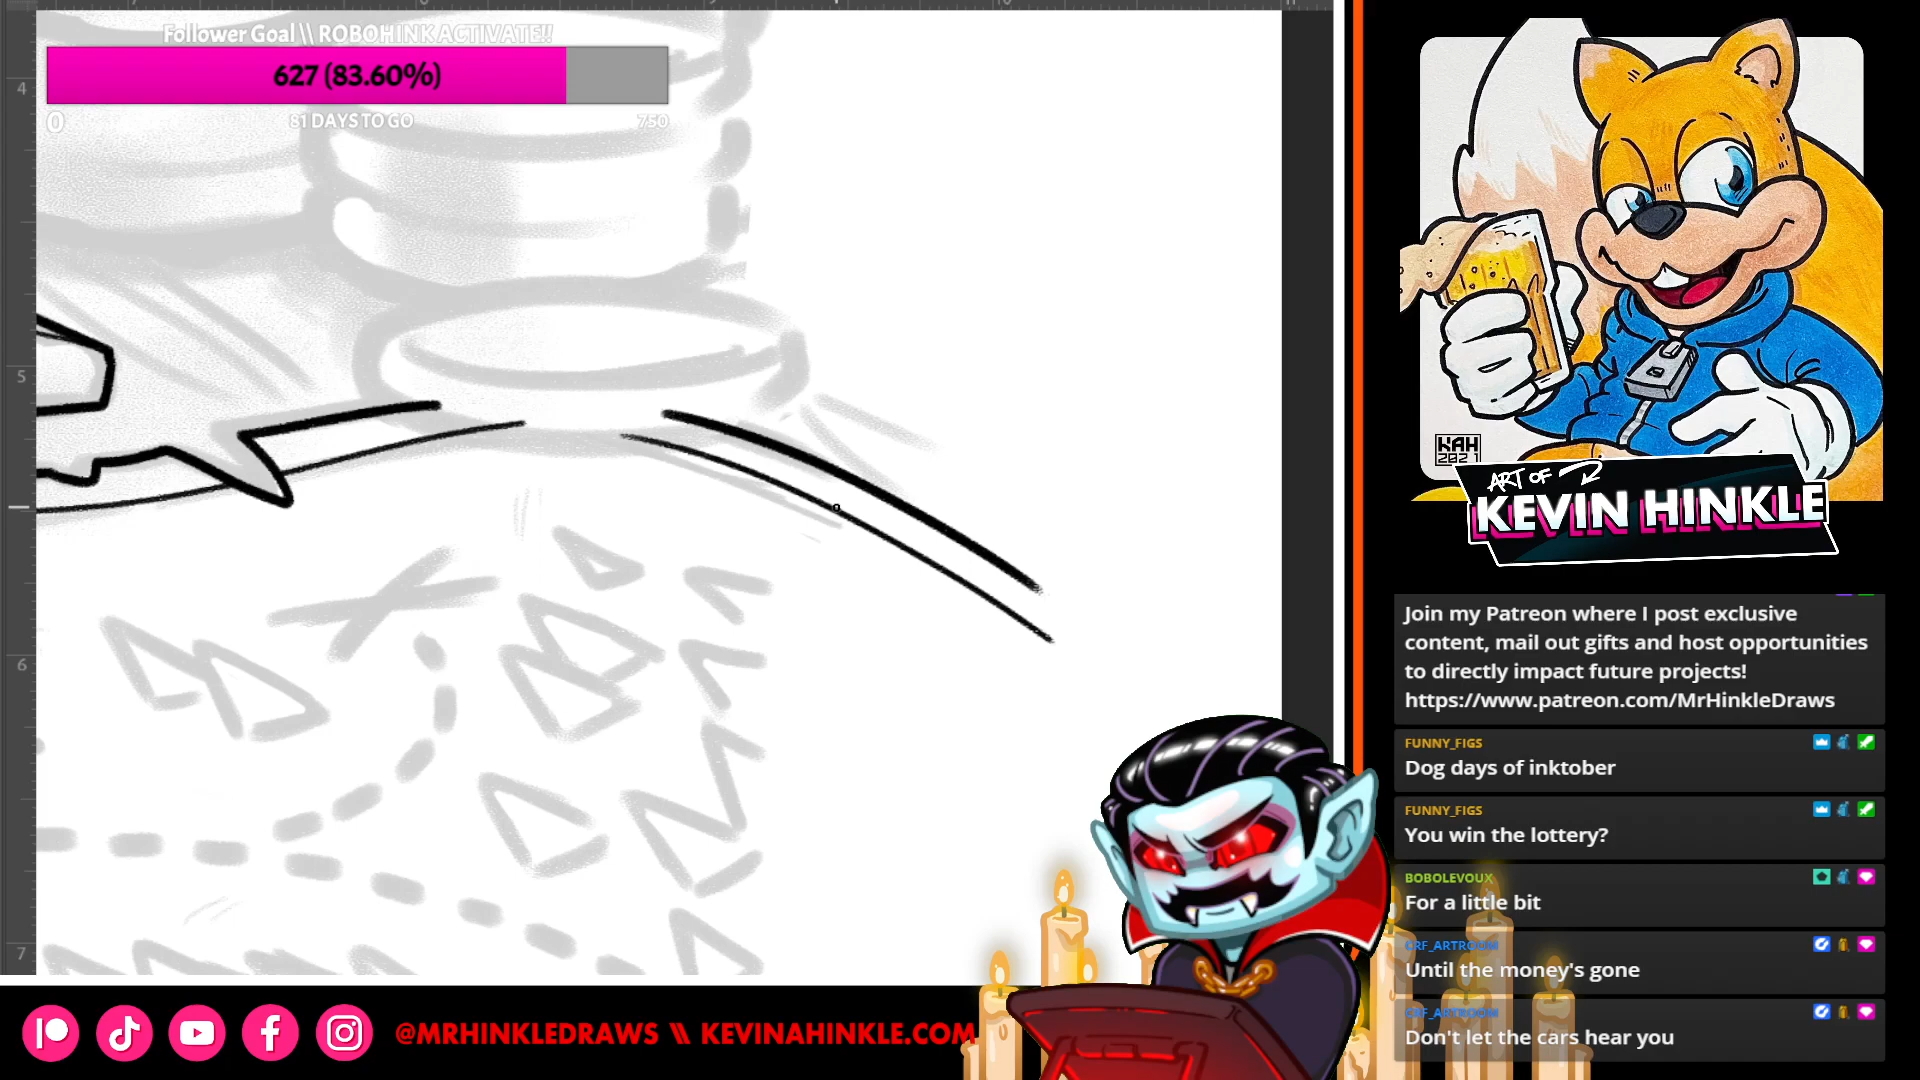 Follower Goal \\ ROBOHINK ACTIVATE!!
627 (83.60%)
0
81 DAYS TO GO
750
4
5
6
7
KAH
2021
ART OF
KEVIN HINKLE
Join my Patreon where I post exclusive
content, mail out gifts and host opportunities
to directly impact future projects!
https://www.patreon.com/MrHinkleDraws
FUNNY_FIGS
Dog days of inktober
FUNNY_FIGS
You win the lottery?
BOBOLEVOUX
For a little bit
CRF_ARTROOM
Until the money's gone
CRF_ARTROOM
Don't let the cars hear you
@MRHINKLEDRAWS \\ KEVINAHINKLE.COM